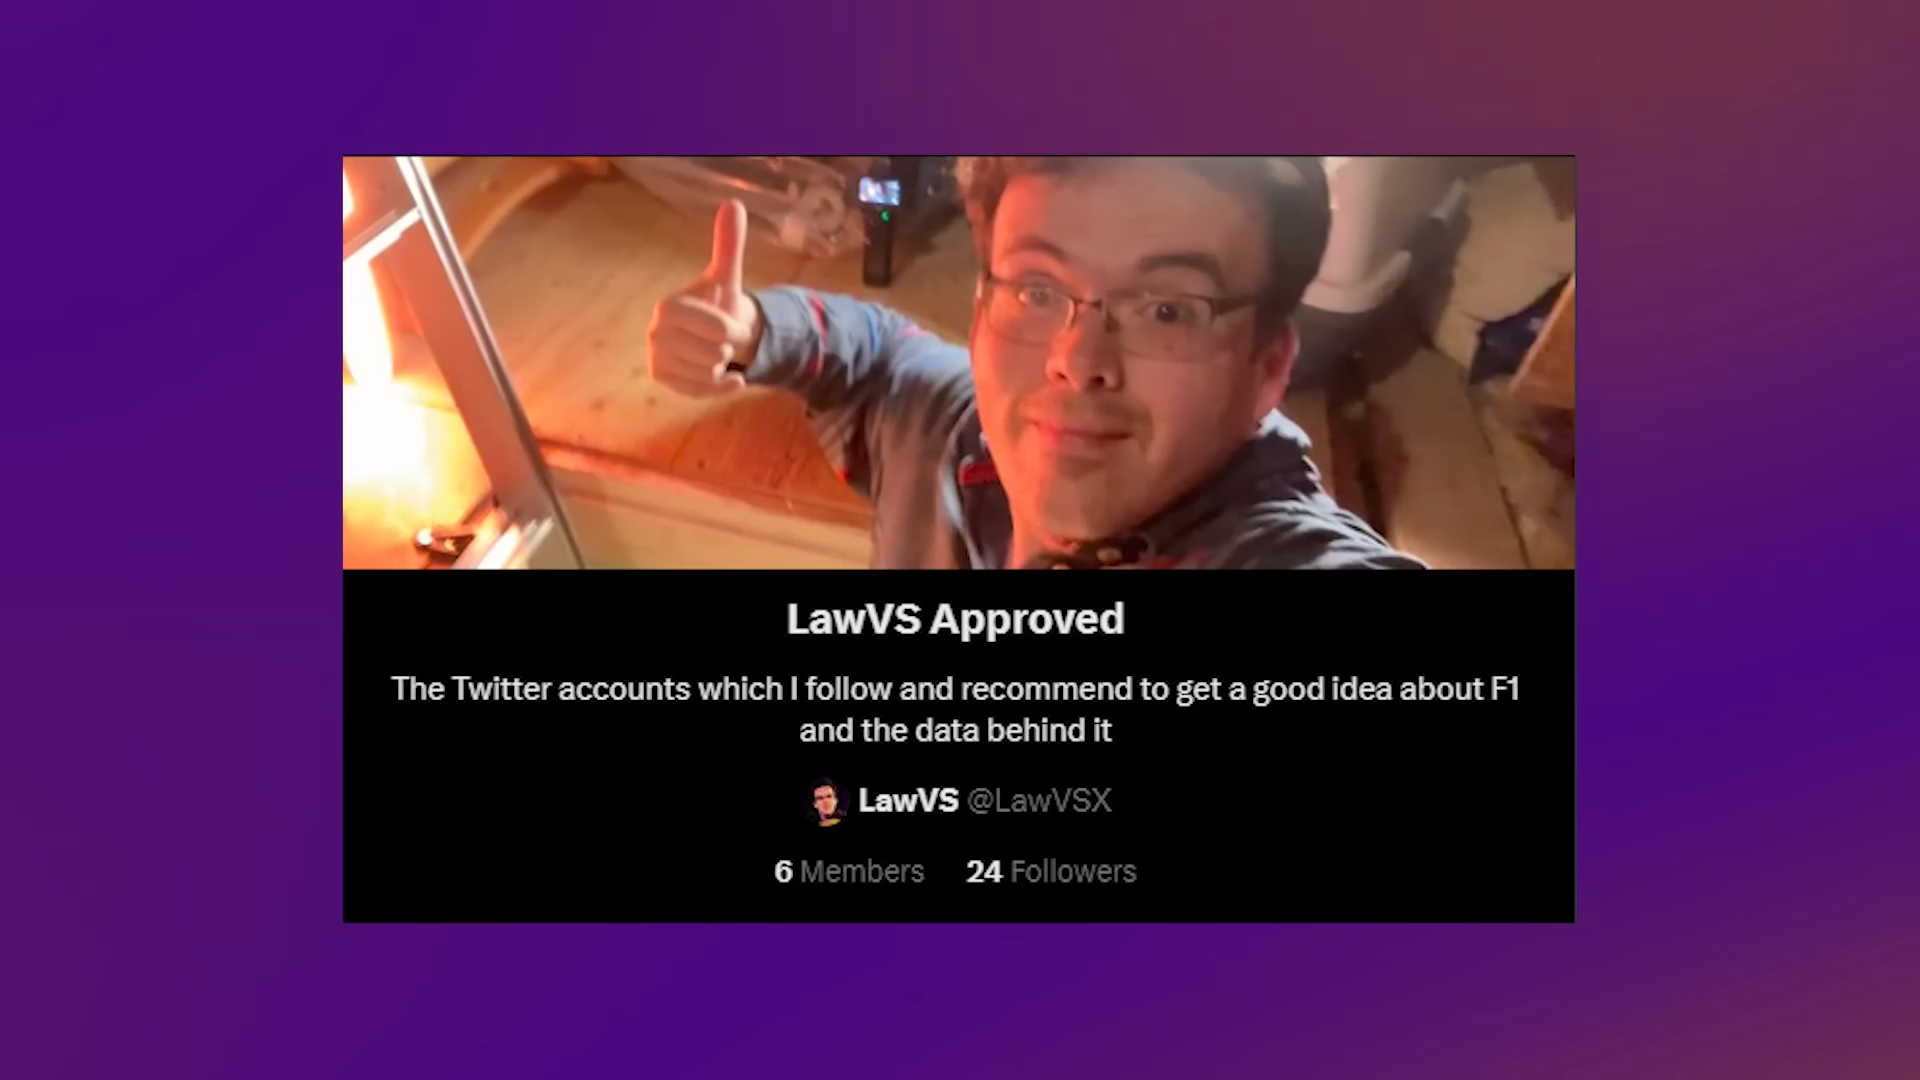 LawVS Approved
The Twitter accounts which I follow and recommend to get a good idea about F1
and the data behind it
LawVS @LawVSX
6 Members 24 Followers